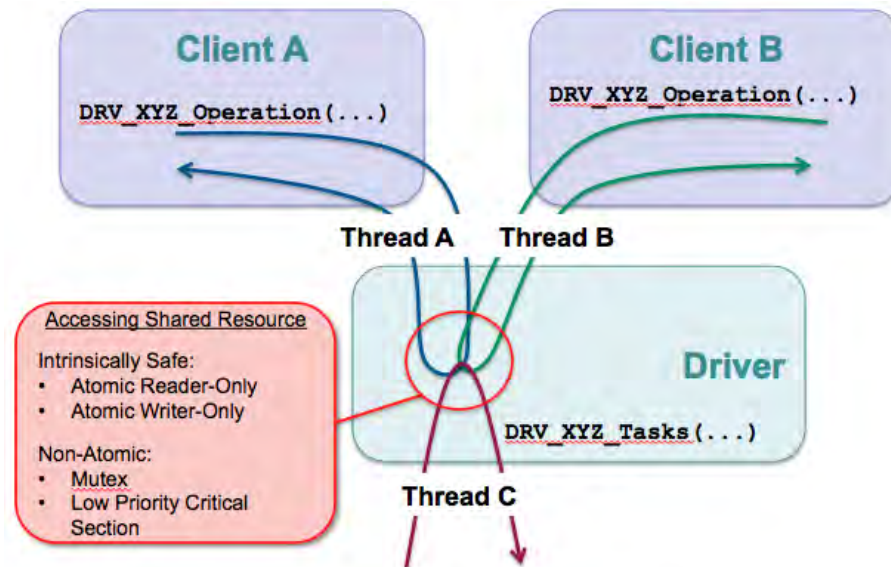 Client A
DRV_XYZ_Operation(...)
Client B
DRV_XYZ_Operation(...)
Thread A
Thread B
Accessing Shared Resource
Intrinsically Safe:
• Atomic Reader-Only
• Atomic Writer-Only
Non-Atomic:
• Mutex
• Low Priority Critical
Section
Driver
DRV_XYZ_Tasks(...)
Thread C